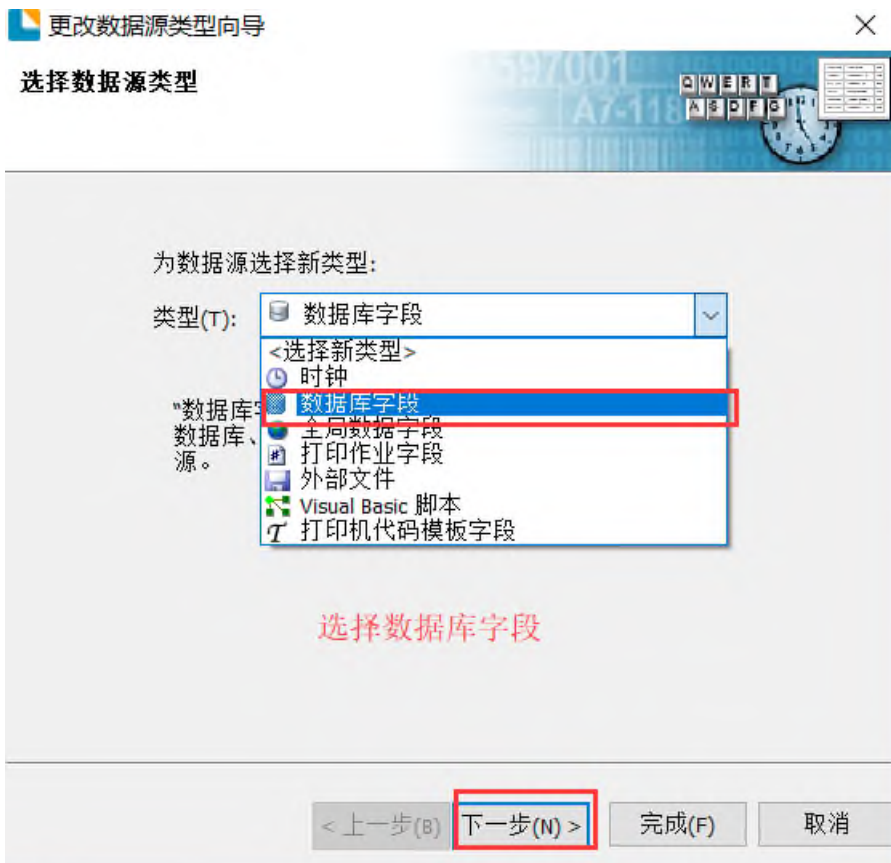 更改数据源类型向导
选择数据源类型
597001
A7-118
Q W E R T
A S D F G
为数据源选择新类型:
类型(T):
数据库字段
<选择新类型>
时钟
数据库字段
全局数据字段
打印作业字段
外部文件
Visual Basic 脚本
打印机代码模板字段
"数据库字
数据库、
源。
选择数据库字段
< 上一步(B)
下一步(N) >
完成(F)
取消